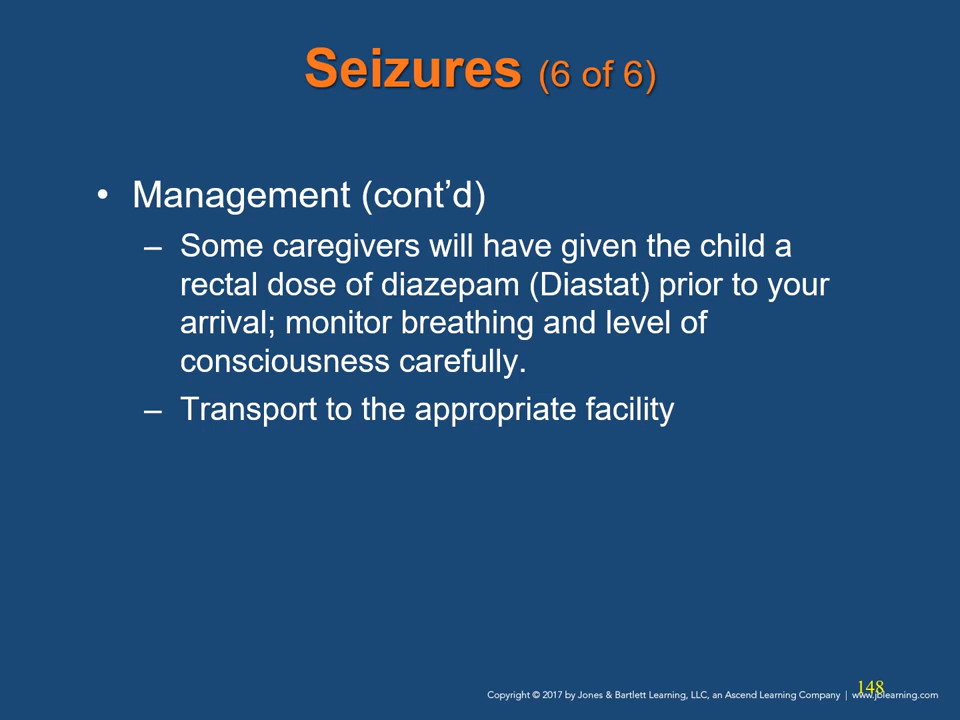 Seizures (6 of 6)
• Management (cont’d)
– Some caregivers will have given the child a
rectal dose of diazepam (Diastat) prior to your
arrival; monitor breathing and level of
consciousness carefully.
– Transport to the appropriate facility
148
Copyright © 2017 by Jones & Bartlett Learning, LLC, an Ascend Learning Company | www.jblearning.com